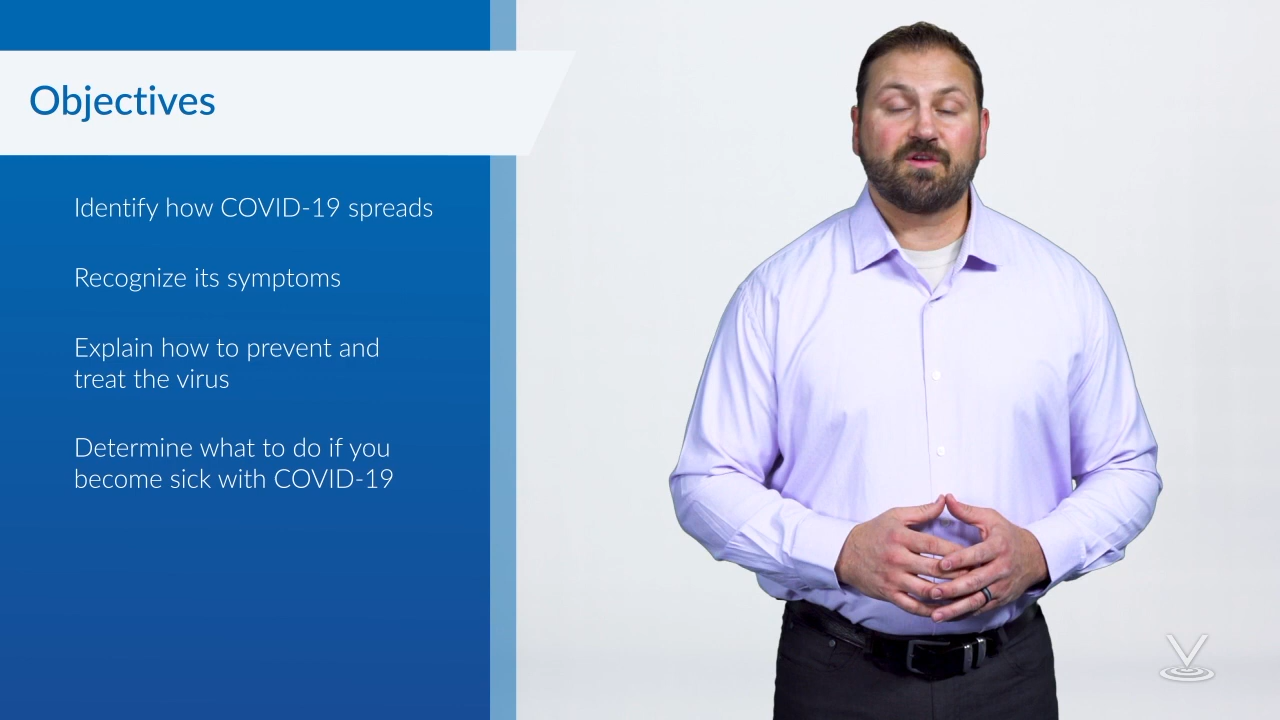 Objectives
Identify how COVID-19 spreads
Recognize its symptoms
Explain how to prevent and
treat the virus
Determine what to do if you
become sick with COVID-19